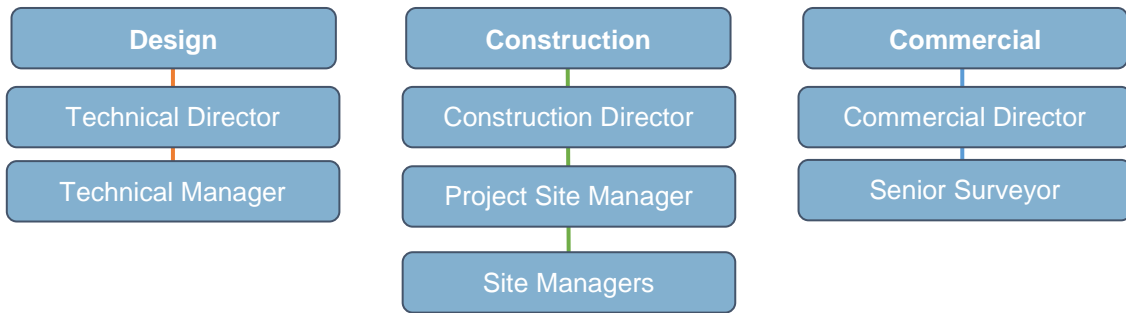 Design
Technical Director
Technical Manager
Construction
Construction Director
Project Site Manager
Site Managers
Commercial
Commercial Director
Senior Surveyor